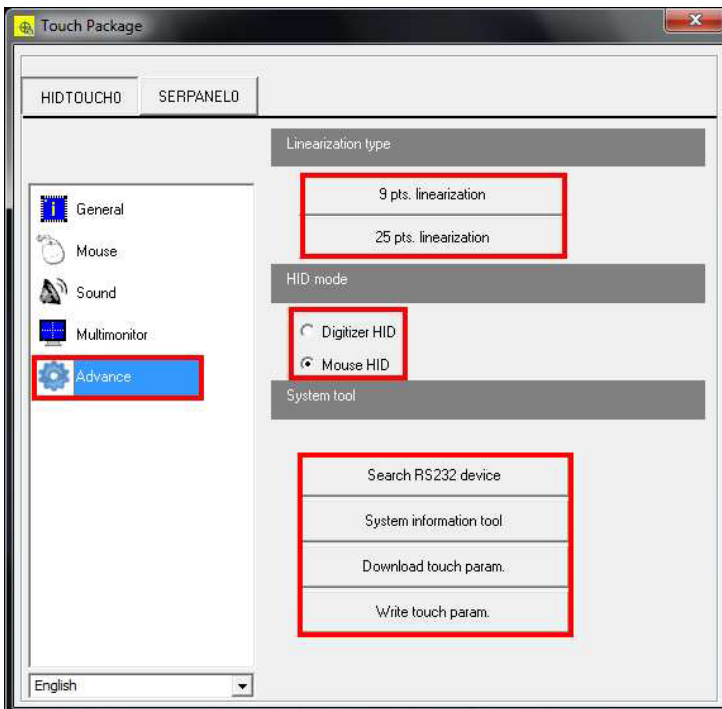 Touch Package
HIDTOUCH0
SERPANEL0
General
Mouse
Sound
Multimonitor
Advance
English
Linearization type
9 pts. linearization
25 pts. linearization
HID mode
Digitizer HID
Mouse HID
System tool
Search RS232 device
System information tool
Download touch param.
Write touch param.